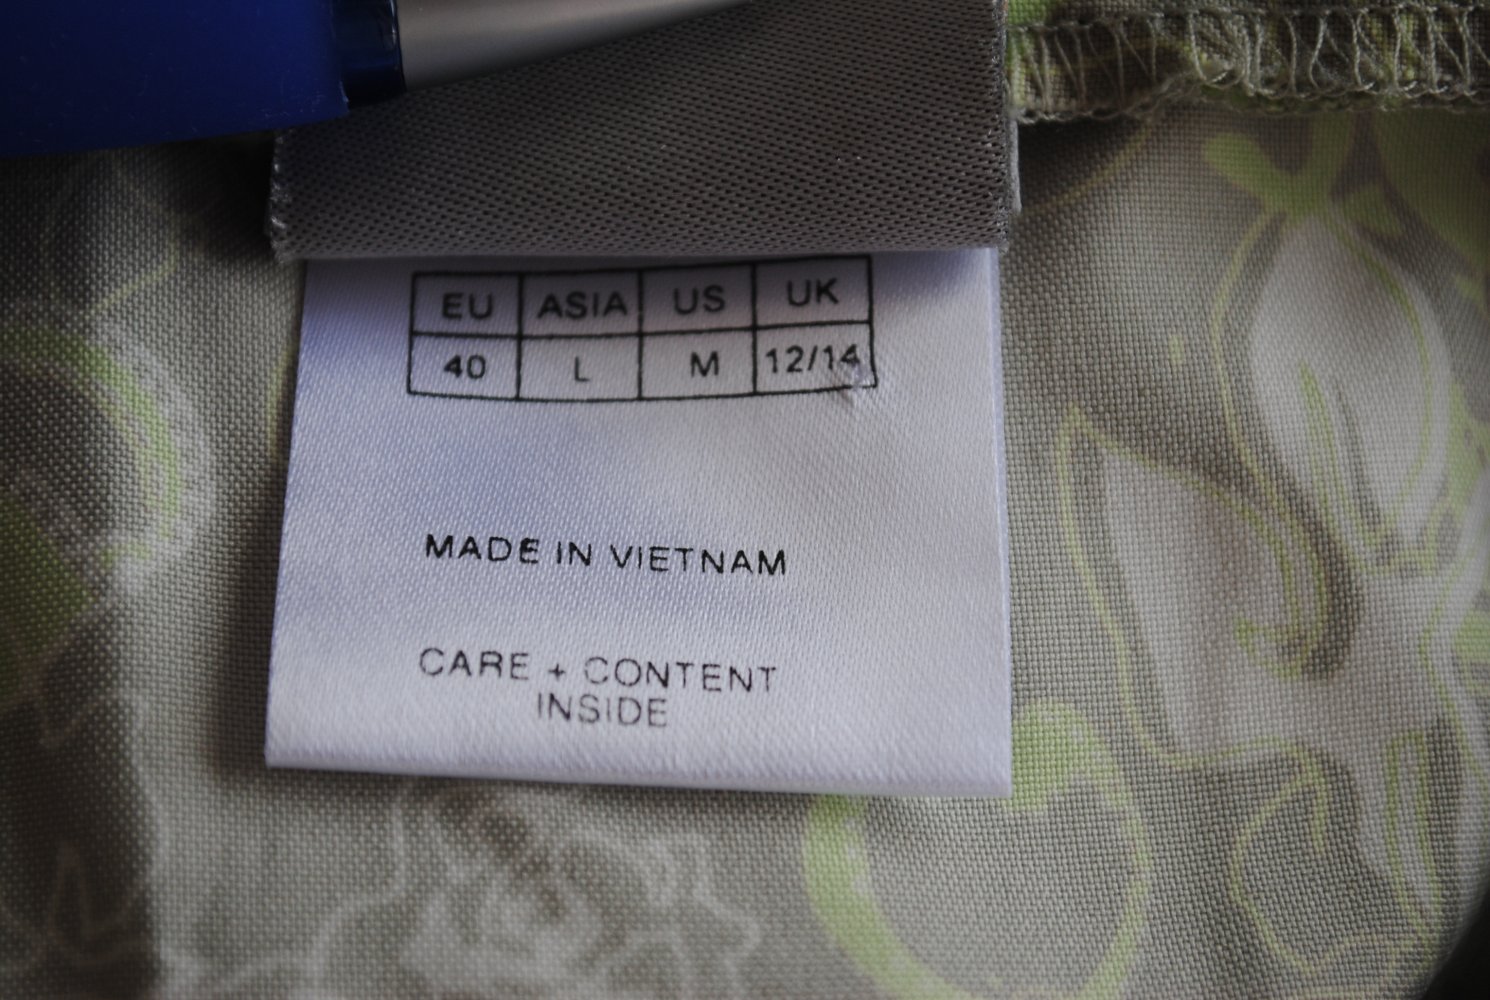 EU ASIA US UK
40 L M 12/14
MADE IN VIETNAM
CARE + CONTENT
INSIDE